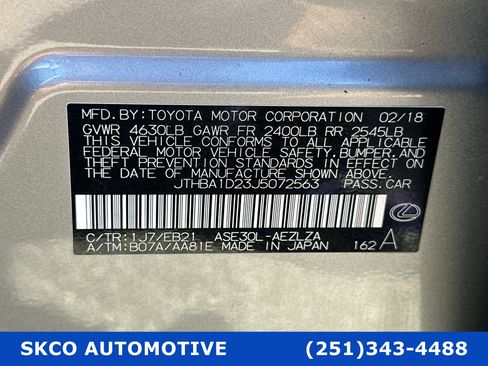 MFD.BY:TOYOTA MOTOR CORPORATION 02/18
GVWR 4630LB GAWR FR 2400LB RR 2545LB
THIS VEHICLE CONFORMS TO ALL APPLICABLE
FEDERAL MOTOR VEHICLE SAFETY,BUMPER,AND
THEFT PREVENTION STANDARDS IN EFFECT ON
THE DATE OF MANUFACTURE SHOWN ABOVE.
JTHBA1D23J5072563 PASS.CAR
C/TR:1J7/EB21 ASE30L-AEZLZA
A/TM:B07A/AA81E MADE IN JAPAN 162 A
SKCO AUTOMOTIVE (251)343-4488